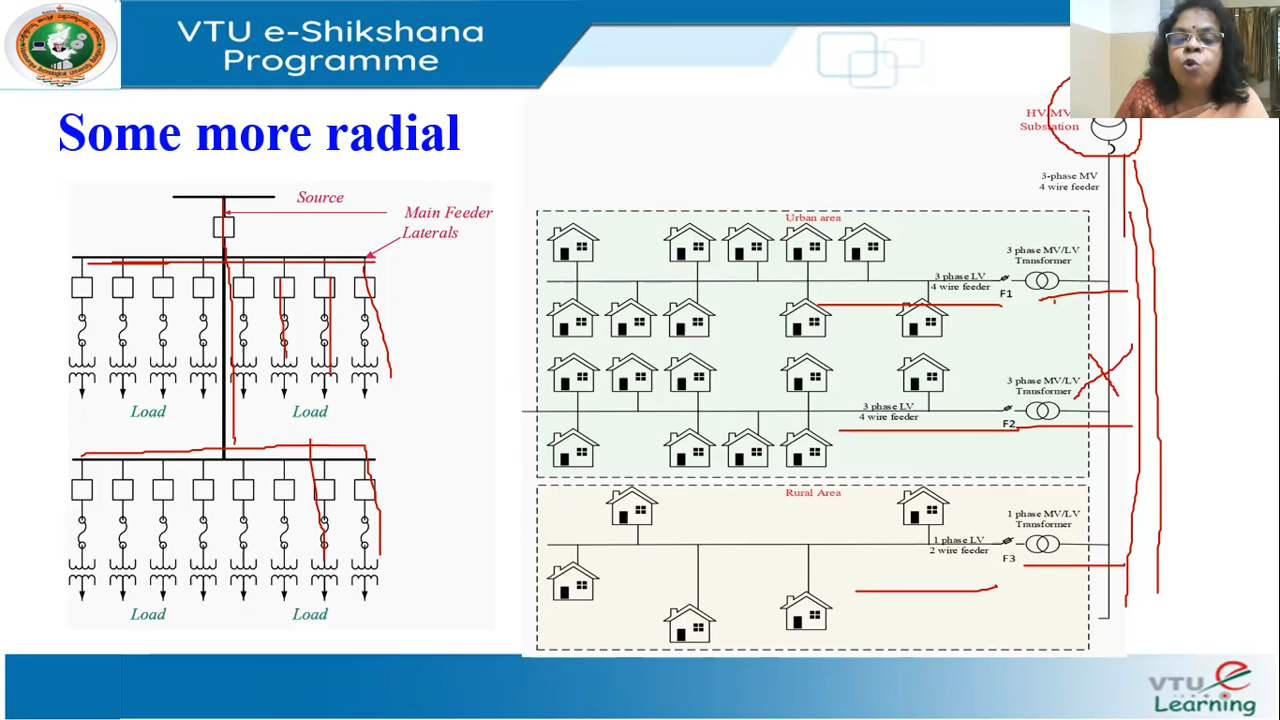 VTU e-Shikshana
Programme
Some more radial
Source
Main Feeder
Laterals
Load
Load
Load
Load
HV/MV
Substation
3-phase MV
4 wire feeder
Urban area
3 phase MV/LV
Transformer
3 phase LV
4 wire feeder
F1
3 phase MV/LV
Transformer
3 phase LV
4 wire feeder
F2
Rural Area
1 phase MV/LV
Transformer
1 phase LV
2 wire feeder
F3
VTU e
Learning